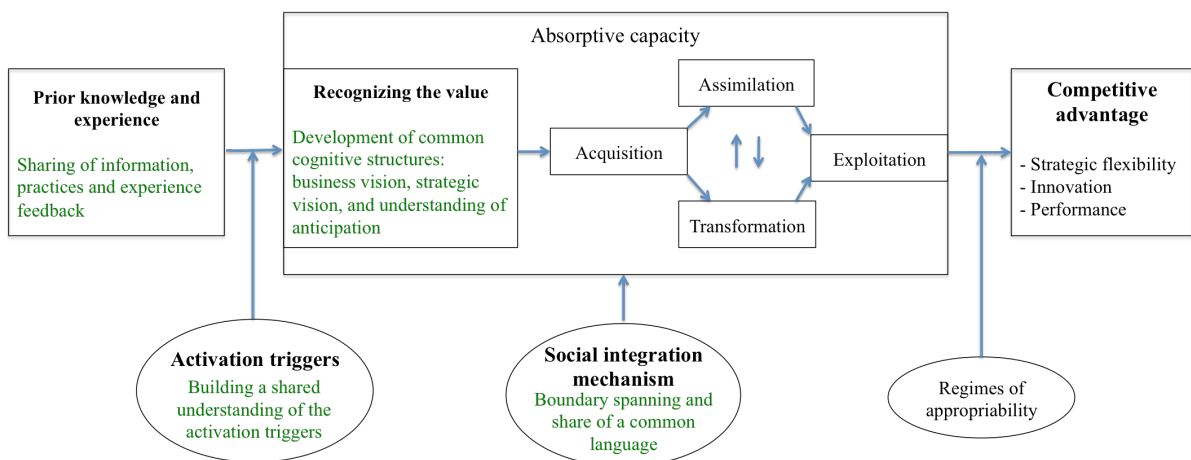 Absorptive capacity
Prior knowledge and
experience
Sharing of information,
practices and experience
feedback
Recognizing the value
Development of common
cognitive structures:
business vision, strategic
vision, and understanding of
anticipation
Acquisition
Assimilation
Transformation
Exploitation
Competitive
advantage
- Strategic flexibility
- Innovation
- Performance
Activation triggers
Building a shared
understanding of the
activation triggers
Social integration
mechanism
Boundary spanning and
share of a common
language
Regimes of
appropriability